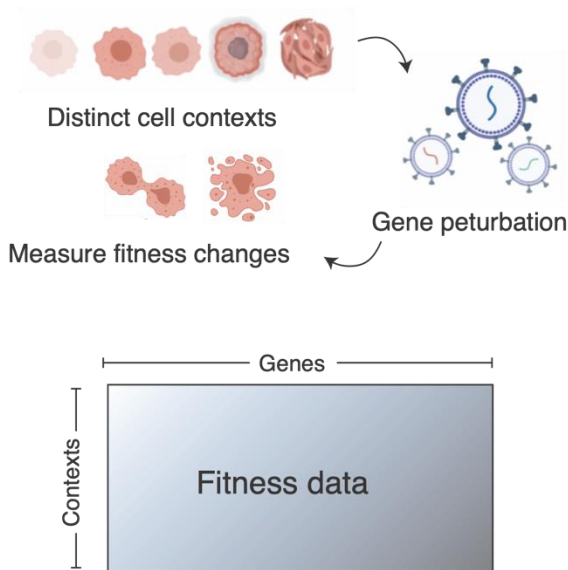 Distinct cell contexts
Gene peturbation
Measure fitness changes
Genes
Contexts
Fitness data